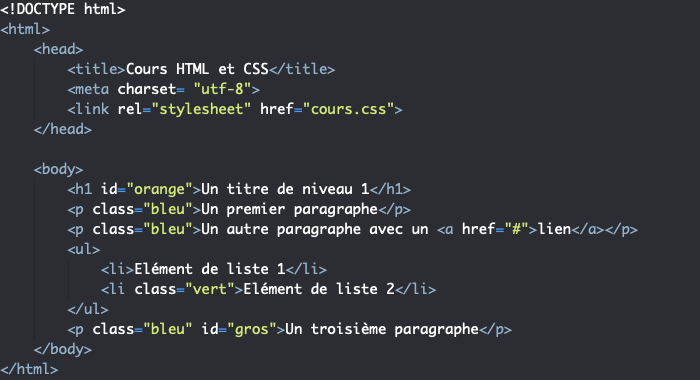 <!DOCTYPE html>
<html>
    <head>
        <title>Cours HTML et CSS</title>
        <meta charset= "utf-8">
        <link rel="stylesheet" href="cours.css">
    </head>

    <body>
        <h1 id="orange">Un titre de niveau 1</h1>
        <p class="bleu">Un premier paragraphe</p>
        <p class="bleu">Un autre paragraphe avec un <a href="#">lien</a></p>
        <ul>
            <li>Elément de liste 1</li>
            <li class="vert">Elément de liste 2</li>
        </ul>
        <p class="bleu" id="gros">Un troisième paragraphe</p>
    </body>
</html>